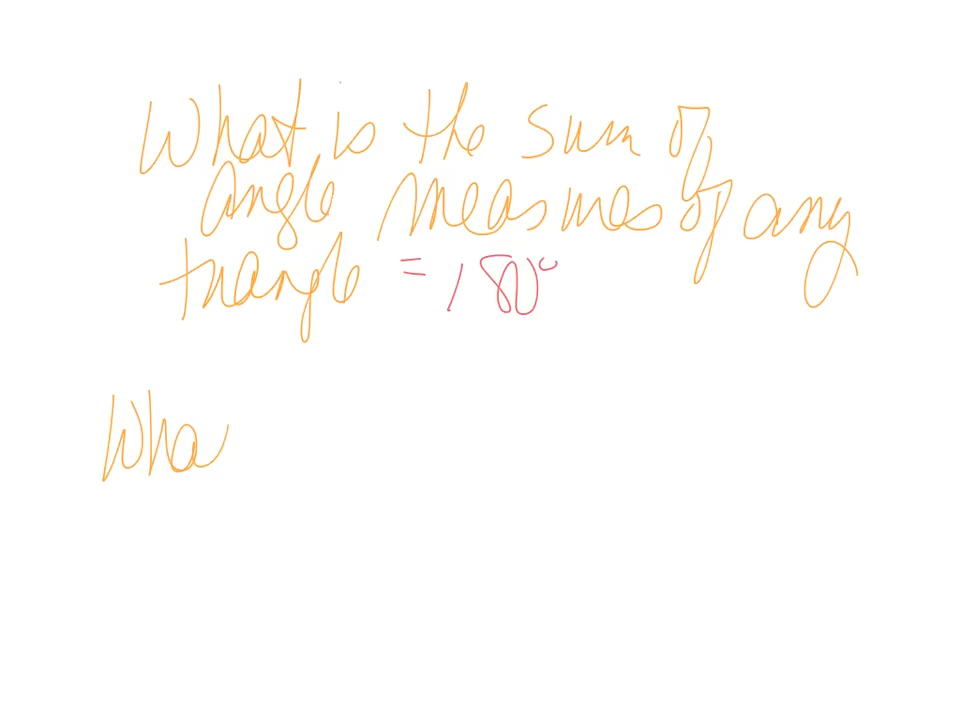 What is the sum of
angle measures of any
triangle = 180°
Wha